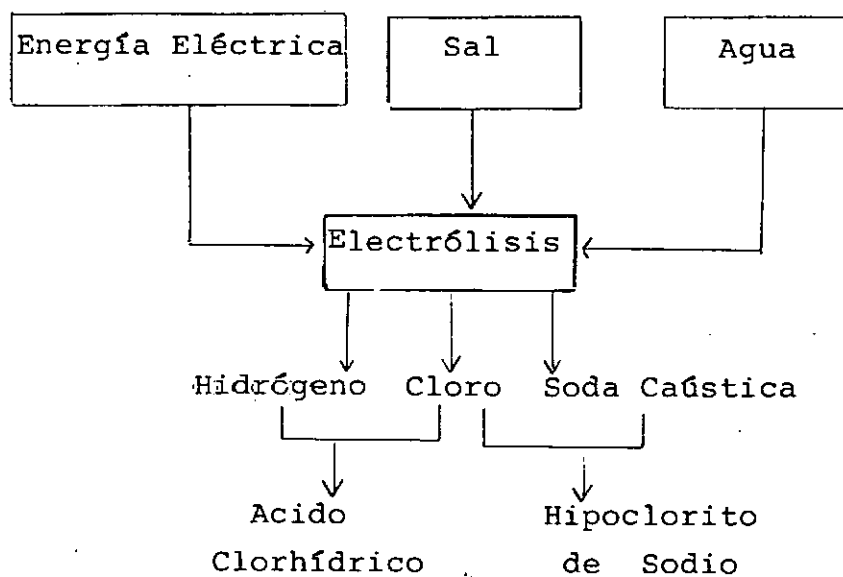 Energía Eléctrica Sal Agua
Electrólisis
Hidrógeno Cloro Soda Caústica
Acido Hipoclorito
Clorhídrico de Sodio